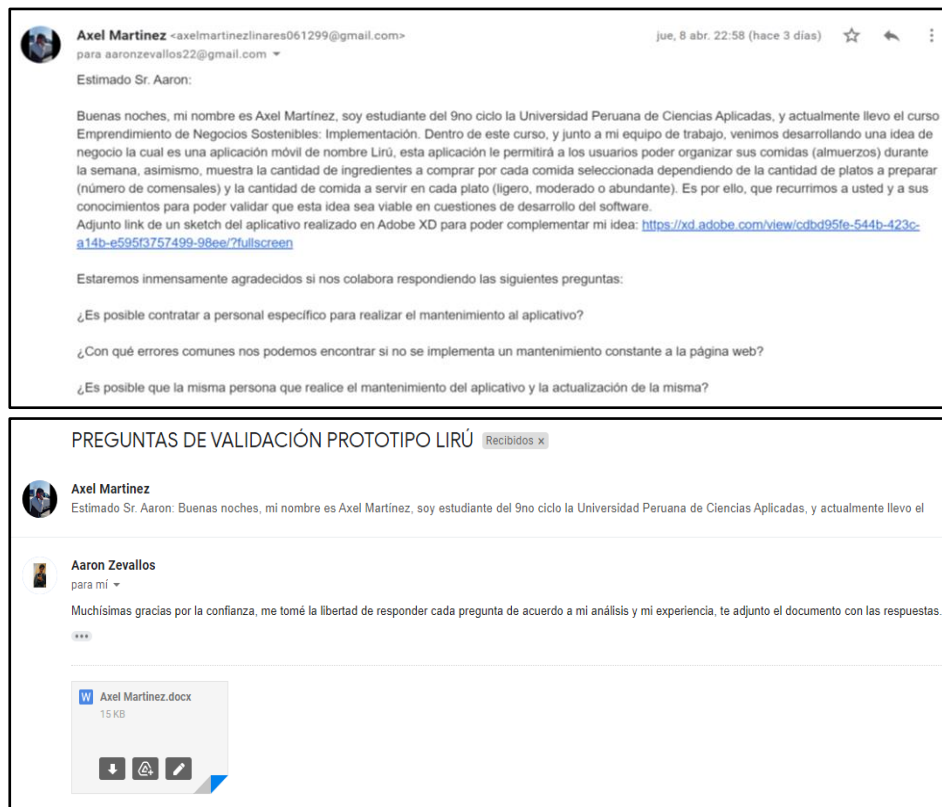 Axel Martinez <axelmartinezlinares061299@gmail.com>
jue, 8 abr. 22:58 (hace 3 días)
para aaronzevallos22@gmail.com
Estimado Sr. Aaron:
Buenas noches, mi nombre es Axel Martínez, soy estudiante del 9no ciclo la Universidad Peruana de Ciencias Aplicadas, y actualmente llevo el curso
Emprendimiento de Negocios Sostenibles: Implementación. Dentro de este curso, y junto a mi equipo de trabajo, venimos desarrollando una idea de
negocio la cual es una aplicación móvil de nombre Lirú, esta aplicación le permitirá a los usuarios poder organizar sus comidas (almuerzos) durante
la semana, asimismo, muestra la cantidad de ingredientes a comprar por cada comida seleccionada dependiendo de la cantidad de platos a preparar
(número de comensales) y la cantidad de comida a servir en cada plato (ligero, moderado o abundante). Es por ello, que recurrimos a usted y a sus
conocimientos para poder validar que esta idea sea viable en cuestiones de desarrollo del software.
Adjunto link de un sketch del aplicativo realizado en Adobe XD para poder complementar mi idea: https://xd.adobe.com/view/cdbd95fe-544b-423c-
a14b-e595f3757499-98ee/?fullscreen
Estaremos inmensamente agradecidos si nos colabora respondiendo las siguientes preguntas:
¿Es posible contratar a personal específico para realizar el mantenimiento al aplicativo?
¿Con qué errores comunes nos podemos encontrar si no se implementa un mantenimiento constante a la página web?
¿Es posible que la misma persona que realice el mantenimiento del aplicativo y la actualización de la misma?
PREGUNTAS DE VALIDACIÓN PROTOTIPO LIRÚ Recibidos x
Axel Martinez
Estimado Sr. Aaron: Buenas noches, mi nombre es Axel Martínez, soy estudiante del 9no ciclo la Universidad Peruana de Ciencias Aplicadas, y actualmente llevo el
Aaron Zevallos
para mí
Muchísimas gracias por la confianza, me tomé la libertad de responder cada pregunta de acuerdo a mi análisis y mi experiencia, te adjunto el documento con las respuestas.
W Axel Martinez.docx
15 KB